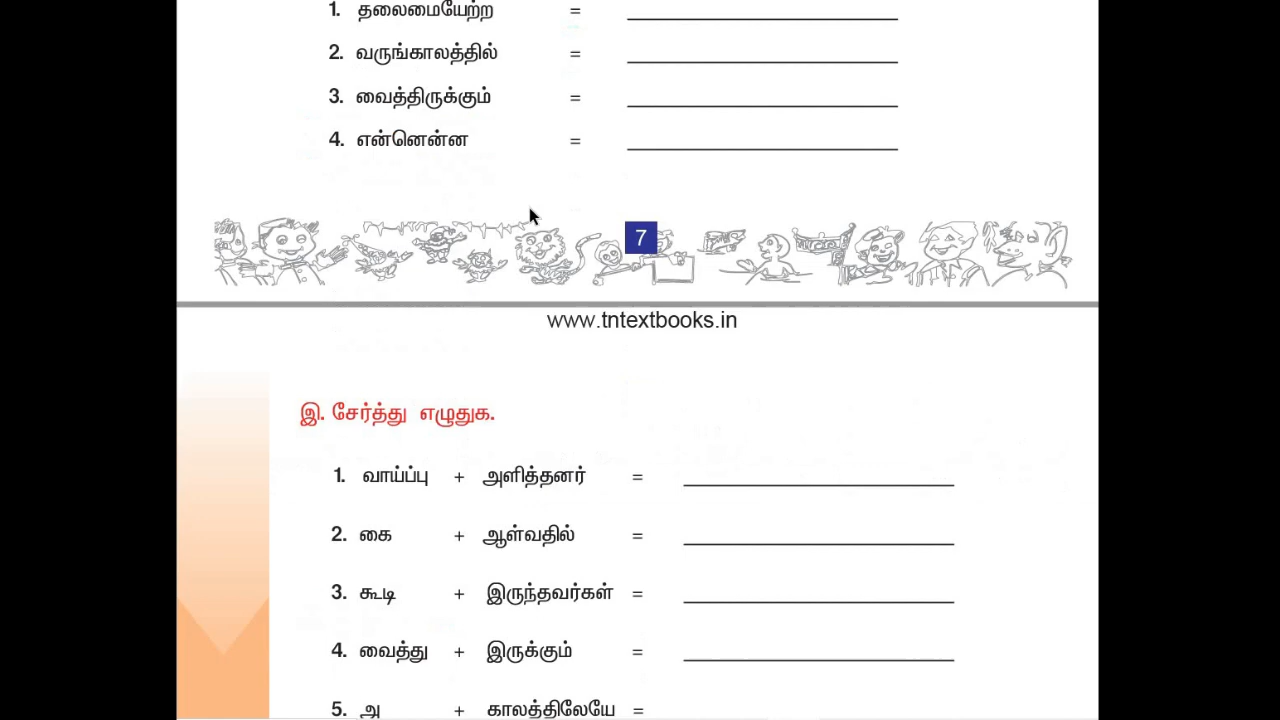 1. தலைமையேற்ற =
2. வருங்காலத்தில் =
3. வைத்திருக்கும் =
4. என்னென்ன =
7
www.tntextbooks.in
இ. சேர்த்து எழுதுக.
1. வாய்ப்பு + அளித்தனர் =
2. கை + ஆள்வதில் =
3. கூடி + இருந்தவர்கள் =
4. வைத்து + இருக்கும் =
5. அ + காலத்திலேயே =